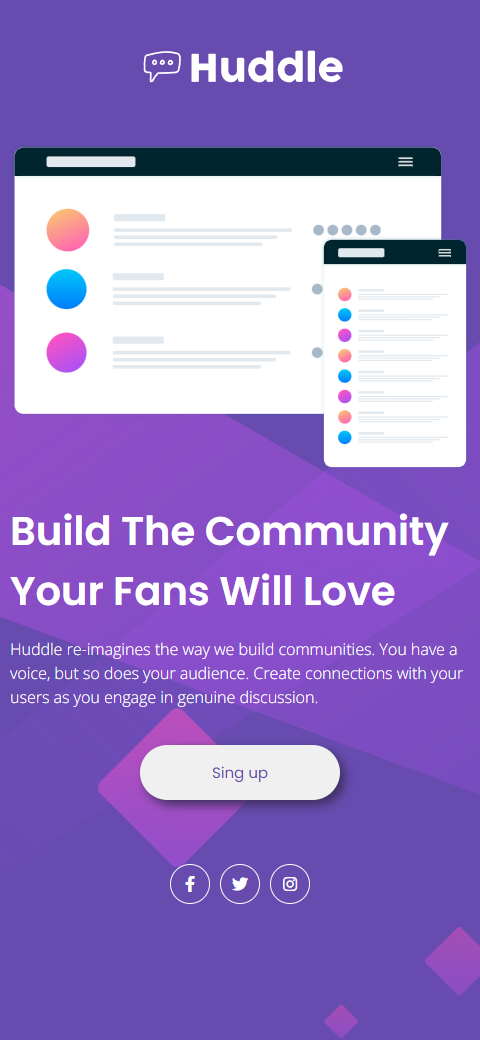 Huddle
Build The Community
Your Fans Will Love
Huddle re-imagines the way we build communities. You have a
voice, but so does your audience. Create connections with your
users as you engage in genuine discussion.
Sing up